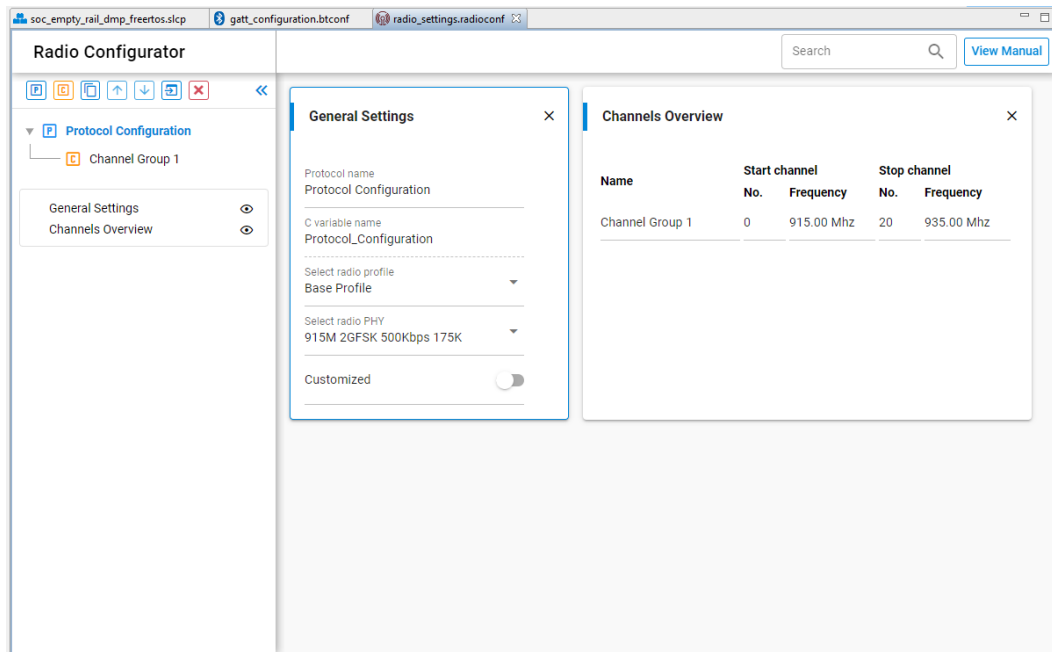 soc_empty_rail_dmp_freertos.slcp
gatt_configuration.btconf
radio_settings.radioconf
Radio Configurator
Search
View Manual
P
C
Protocol Configuration
Channel Group 1
General Settings
Channels Overview
General Settings
Protocol name
Protocol Configuration
C variable name
Protocol_Configuration
Select radio profile
Base Profile
Select radio PHY
915M 2GFSK 500Kbps 175K
Customized
Channels Overview
Name Start channel Stop channel
No. Frequency No. Frequency
Channel Group 1 0 915.00 Mhz 20 935.00 Mhz